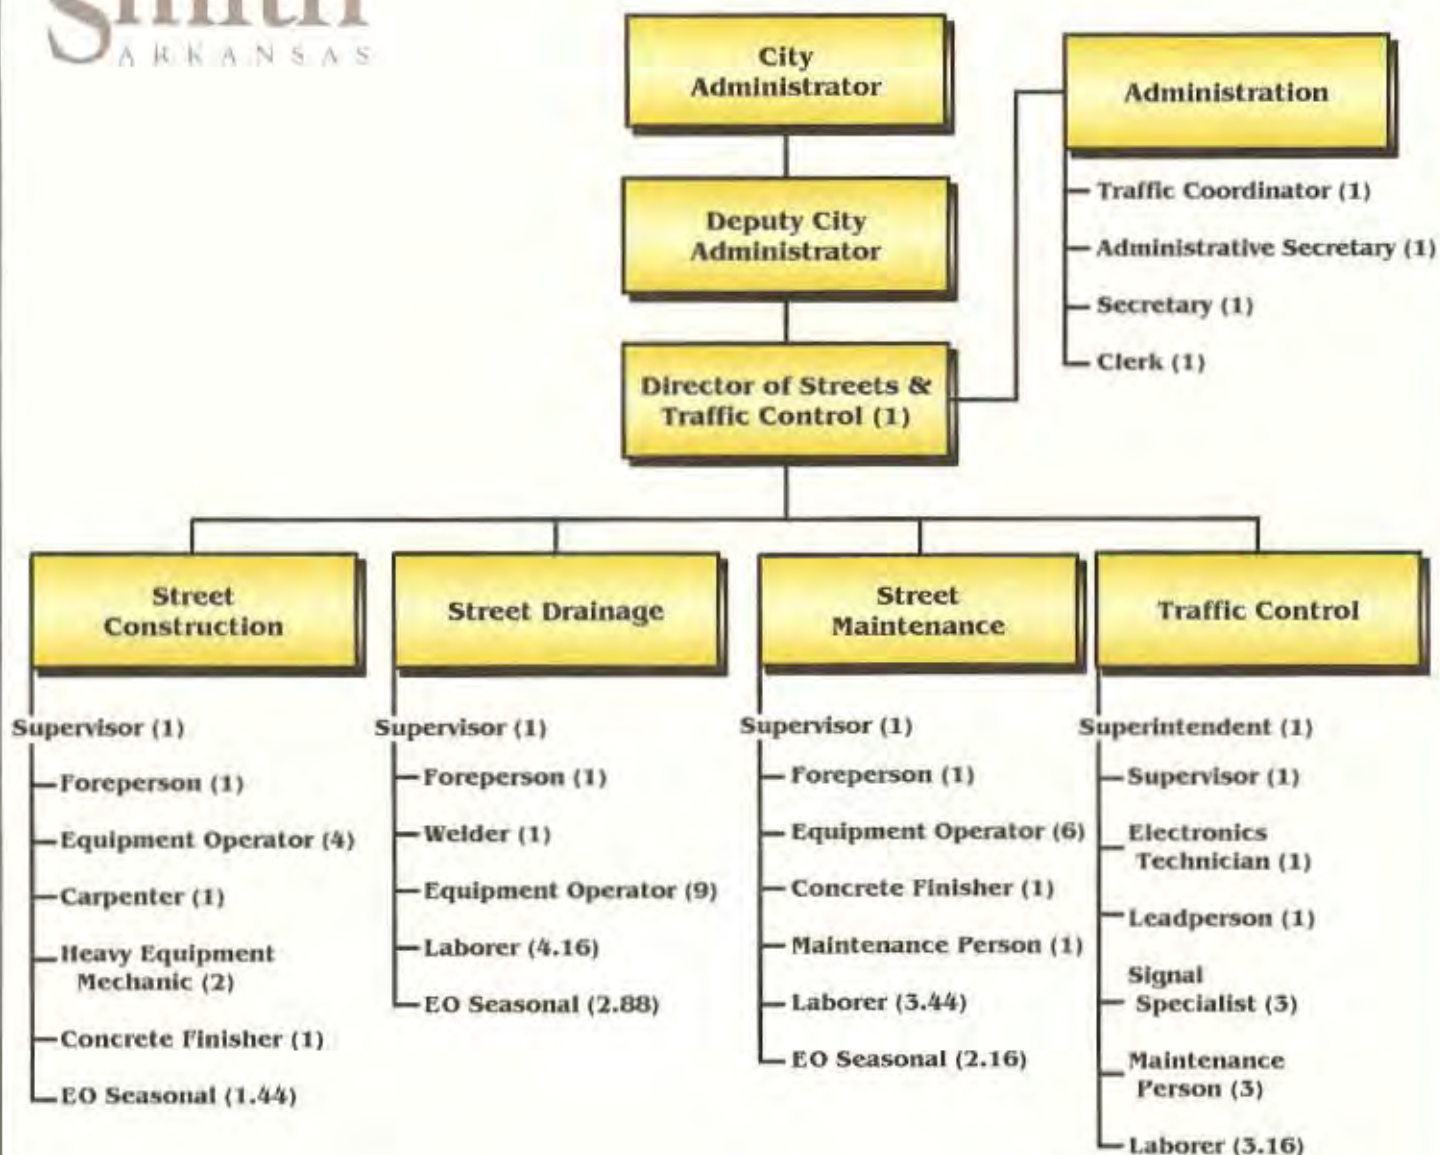 Smith
ARKANSAS
City
Administrator
Administration
Traffic Coordinator (1)
Administrative Secretary (1)
Secretary (1)
Clerk (1)
Deputy City
Administrator
Director of Streets &
Traffic Control (1)
Street
Construction
Supervisor (1)
Foreperson (1)
Equipment Operator (4)
Carpenter (1)
Heavy Equipment
Mechanic (2)
Concrete Finisher (1)
EO Seasonal (1.44)
Street Drainage
Supervisor (1)
Foreperson (1)
Welder (1)
Equipment Operator (9)
Laborer (4.16)
EO Seasonal (2.88)
Street
Maintenance
Supervisor (1)
Foreperson (1)
Equipment Operator (6)
Concrete Finisher (1)
Maintenance Person (1)
Laborer (3.44)
EO Seasonal (2.16)
Traffic Control
Superintendent (1)
Supervisor (1)
Electronics
Technician (1)
Leadperson (1)
Signal
Specialist (3)
Maintenance
Person (3)
Laborer (3.16)